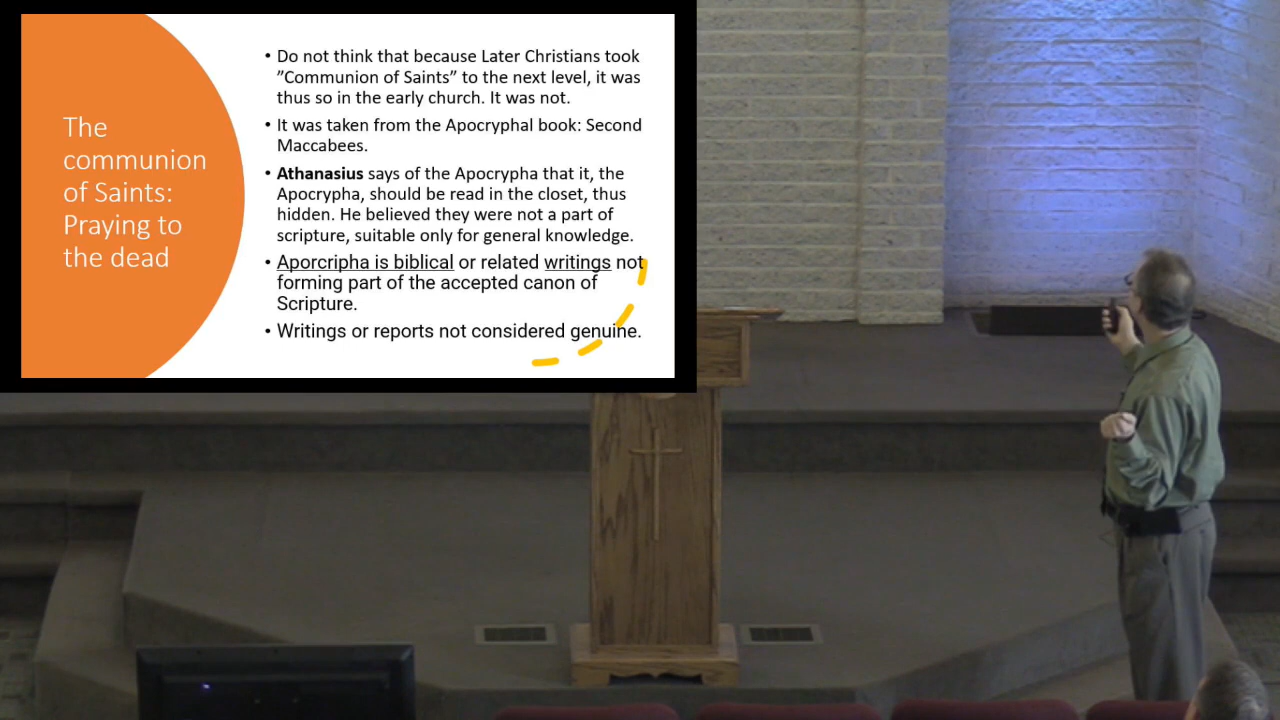 The
communion
of Saints:
Praying to
the dead
• Do not think that because Later Christians took
”Communion of Saints” to the next level, it was
thus so in the early church. It was not.
• It was taken from the Apocryphal book: Second
Maccabees.
• Athanasius says of the Apocrypha that it, the
Apocrypha, should be read in the closet, thus
hidden. He believed they were not a part of
scripture, suitable only for general knowledge.
• Aporcripha is biblical or related writings not
forming part of the accepted canon of
Scripture.
• Writings or reports not considered genuine.